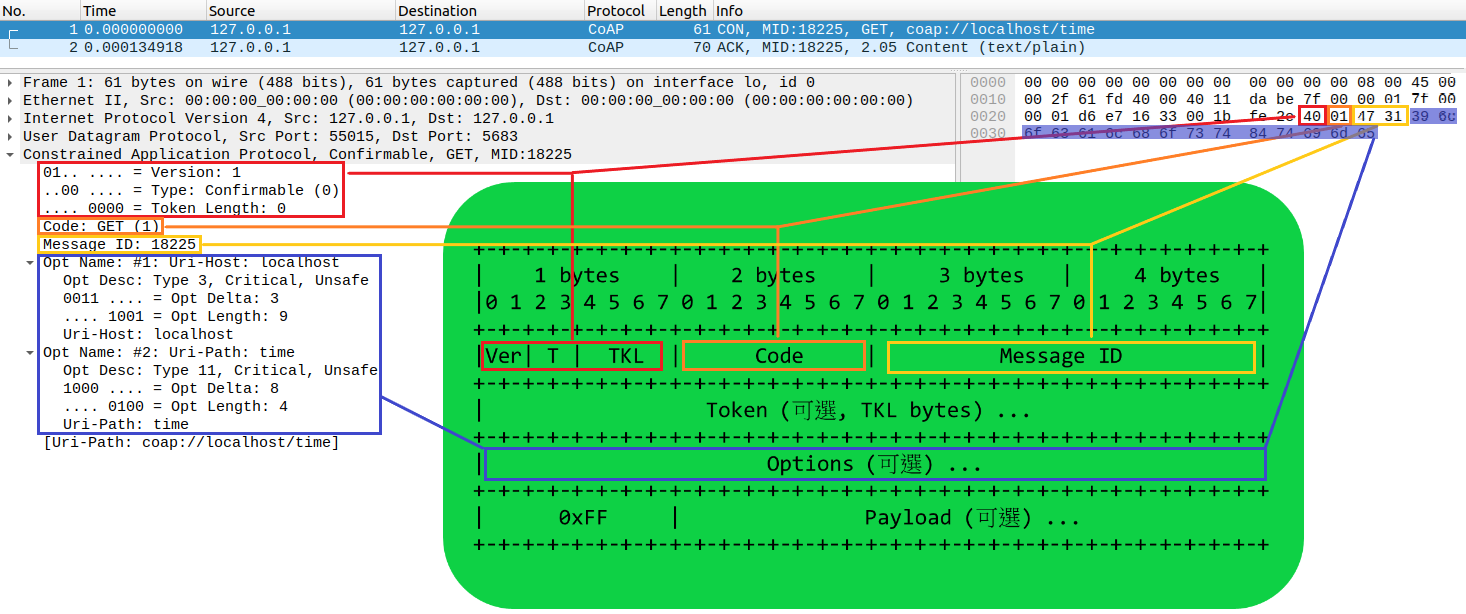 No. Time Source Destination Protocol Length Info
1 0.000000000 127.0.0.1 127.0.0.1 CoAP 61 CON, MID:18225, GET, coap://localhost/time
2 0.000134918 127.0.0.1 127.0.0.1 CoAP 70 ACK, MID:18225, 2.05 Content (text/plain)
Frame 1: 61 bytes on wire (488 bits), 61 bytes captured (488 bits) on interface lo, id 0
Ethernet II, Src: 00:00:00_00:00:00 (00:00:00:00:00:00), Dst: 00:00:00_00:00:00 (00:00:00:00:00:00)
Internet Protocol Version 4, Src: 127.0.0.1, Dst: 127.0.0.1
User Datagram Protocol, Src Port: 55015, Dst Port: 5683
Constrained Application Protocol, Confirmable, GET, MID:18225
01.. .... = Version: 1
..00 .... = Type: Confirmable (0)
.... 0000 = Token Length: 0
Code: GET (1)
Message ID: 18225
Opt Name: #1: Uri-Host: localhost
Opt Desc: Type 3, Critical, Unsafe
0011 .... = Opt Delta: 3
.... 1001 = Opt Length: 9
Uri-Host: localhost
Opt Name: #2: Uri-Path: time
Opt Desc: Type 11, Critical, Unsafe
1000 .... = Opt Delta: 8
.... 0100 = Opt Length: 4
Uri-Path: time
[Uri-Path: coap://localhost/time]
0000 00 00 00 00 00 00 00 00 00 00 00 00 08 00 45 00
0010 00 2f 61 fd 40 00 40 11 da be 7f 00 00 01 7f 00
0020 00 01 d6 e7 16 33 00 1b fe 2e 40 01 47 31 39 6c
0030 6f 63 61 6c 68 6f 73 74 84 74 69 6d 65
+-+-+-+-+-+-+-+-+-+-+-+-+-+-+-+-+-+-+-+-+-+-+-+-+-+-+-+-+-+-+-+-+
| 1 bytes | 2 bytes | 3 bytes | 4 bytes |
|0 1 2 3 4 5 6 7 0 1 2 3 4 5 6 7 0 1 2 3 4 5 6 7 0 1 2 3 4 5 6 7|
+-+-+-+-+-+-+-+-+-+-+-+-+-+-+-+-+-+-+-+-+-+-+-+-+-+-+-+-+-+-+-+-+
|Ver| T | TKL | Code | Message ID |
+-+-+-+-+-+-+-+-+-+-+-+-+-+-+-+-+-+-+-+-+-+-+-+-+-+-+-+-+-+-+-+-+
| Token (可選, TKL bytes) ...
+-+-+-+-+-+-+-+-+-+-+-+-+-+-+-+-+-+-+-+-+-+-+-+-+-+-+-+-+-+-+-+-+
| Options (可選) ...
+-+-+-+-+-+-+-+-+-+-+-+-+-+-+-+-+-+-+-+-+-+-+-+-+-+-+-+-+-+-+-+-+
| 0xFF | Payload (可選) ...
+-+-+-+-+-+-+-+-+-+-+-+-+-+-+-+-+-+-+-+-+-+-+-+-+-+-+-+-+-+-+-+-+